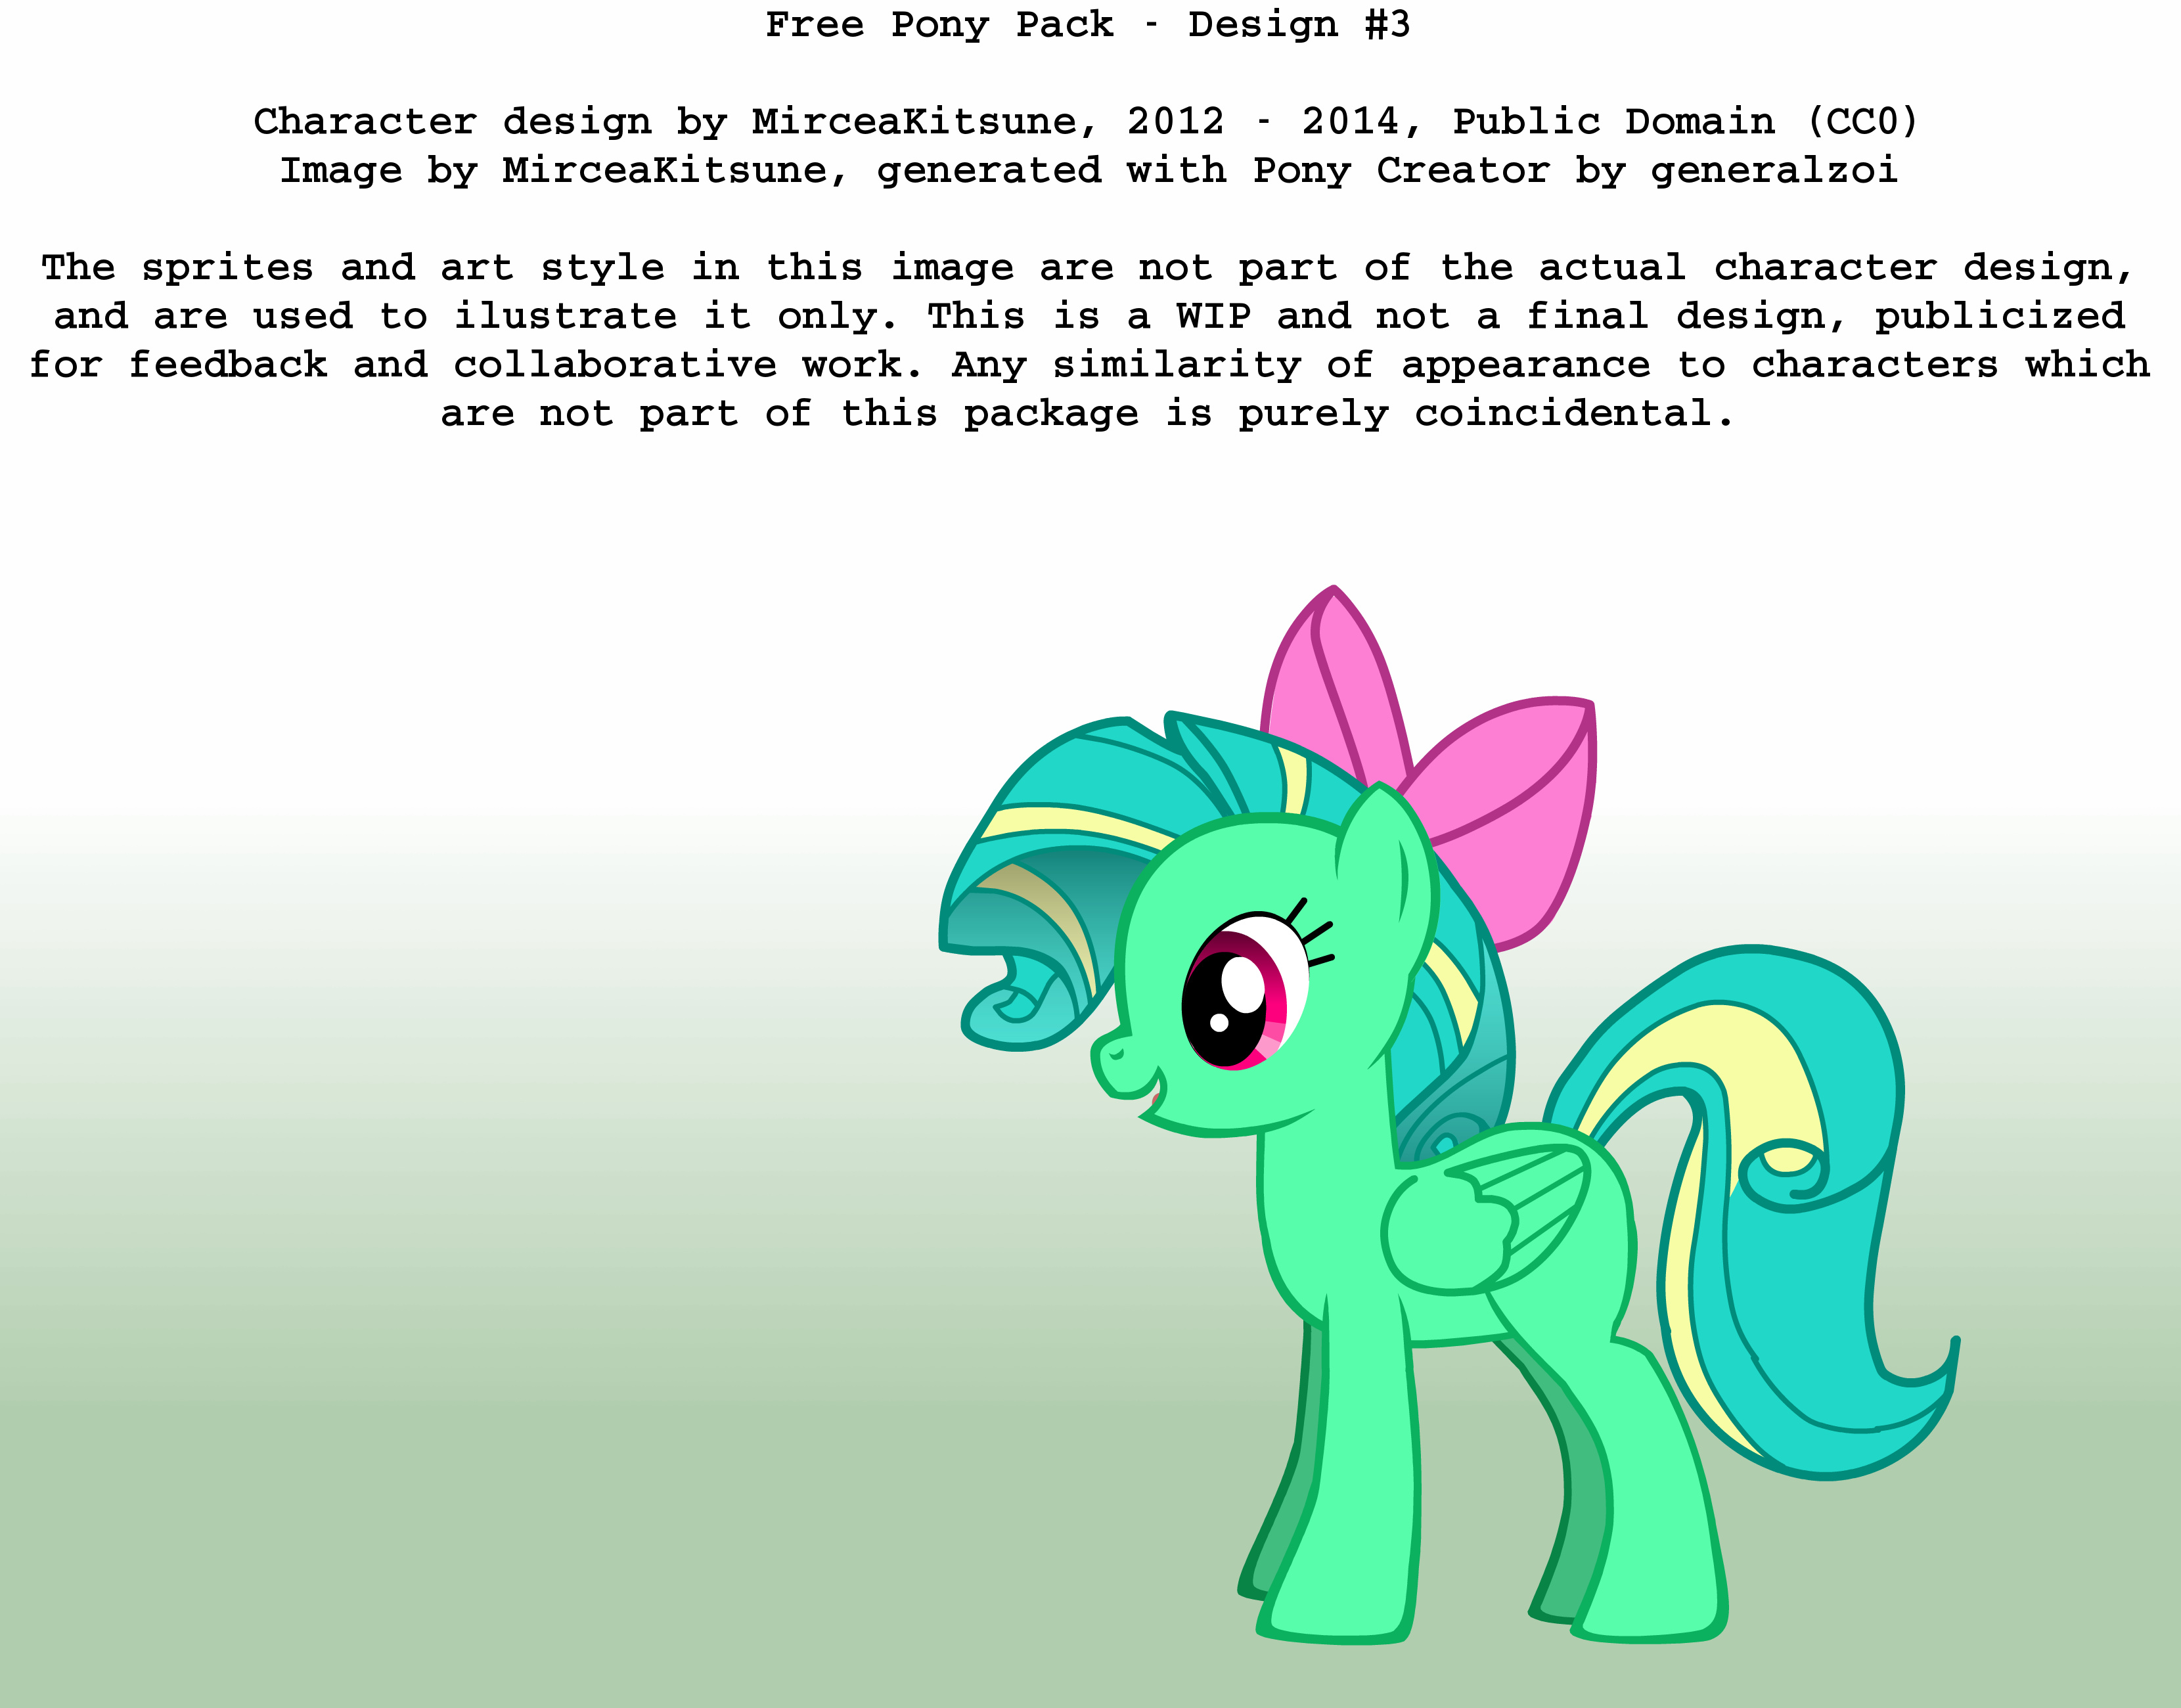 Free Pony Pack - Design #3
Character design by MirceaKitsune, 2012 - 2014, Public Domain (CC0)
Image by MirceaKitsune, generated with Pony Creator by generalzoi
The sprites and art style in this image are not part of the actual character design,
and are used to ilustrate it only. This is a WIP and not a final design, publicized
for feedback and collaborative work. Any similarity of appearance to characters which
are not part of this package is purely coincidental.